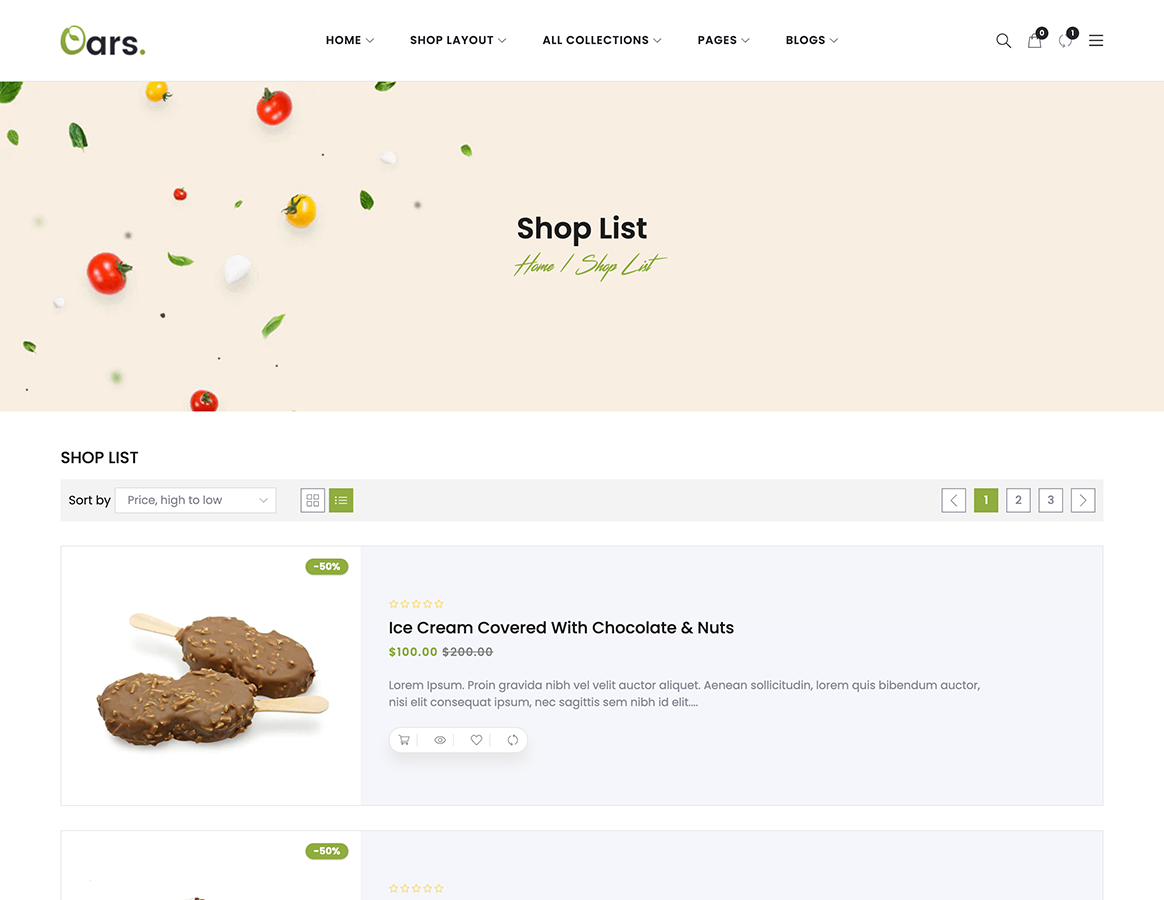 Oars.
HOME SHOP LAYOUT ALL COLLECTIONS PAGES BLOGS
0 1
Shop List
Home / Shop List
SHOP LIST
Sort by Price, high to low 1 2 3
-50%
Ice Cream Covered With Chocolate & Nuts
$100.00 $200.00
Lorem Ipsum. Proin gravida nibh vel velit auctor aliquet. Aenean sollicitudin, lorem quis bibendum auctor,
nisi elit consequat ipsum, nec sagittis sem nibh id elit....
-50%